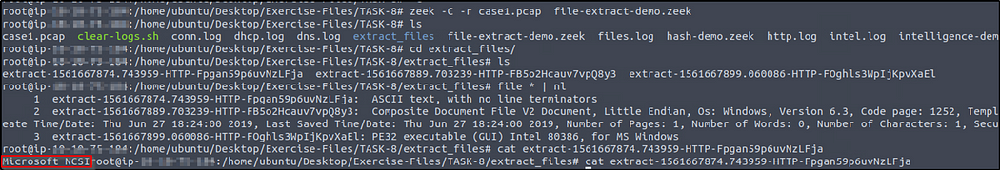 root@ip- :/home/ubuntu/Desktop/Exercise-Files/TASK-8# zeek -C -r case1.pcap file-extract-demo.zeek
root@ip- :/home/ubuntu/Desktop/Exercise-Files/TASK-8# ls
case1.pcap clear-logs.sh conn.log dhcp.log dns.log extract_files file-extract-demo.zeek files.log hash-demo.zeek http.log intel.log intelligence-dem
root@ip- :/home/ubuntu/Desktop/Exercise-Files/TASK-8# cd extract_files/
root@ip- :/home/ubuntu/Desktop/Exercise-Files/TASK-8/extract_files# ls
extract-1561667874.743959-HTTP-Fpgan59p6uvNzLFja extract-1561667889.703239-HTTP-FB5o2Hcauv7vpQ8y3 extract-1561667899.060086-HTTP-FOghls3WpIjKpvXaEl
root@ip- :/home/ubuntu/Desktop/Exercise-Files/TASK-8/extract_files# file * | nl
1 extract-1561667874.743959-HTTP-Fpgan59p6uvNzLFja: ASCII text, with no line terminators
2 extract-1561667889.703239-HTTP-FB5o2Hcauv7vpQ8y3: Composite Document File V2 Document, Little Endian, Os: Windows, Version 6.3, Code page: 1252, Templ
eate Time/Date: Thu Jun 27 18:24:00 2019, Last Saved Time/Date: Thu Jun 27 18:24:00 2019, Number of Pages: 1, Number of Words: 0, Number of Characters: 1, Secu
3 extract-1561667899.060086-HTTP-FOghls3WpIjKpvXaEl: PE32 executable (GUI) Intel 80386, for MS Windows
root@ip- :/home/ubuntu/Desktop/Exercise-Files/TASK-8/extract_files# cat extract-1561667874.743959-HTTP-Fpgan59p6uvNzLFja
Microsoft NCSIroot@ip- :/home/ubuntu/Desktop/Exercise-Files/TASK-8/extract_files# cat extract-1561667874.743959-HTTP-Fpgan59p6uvNzLFja